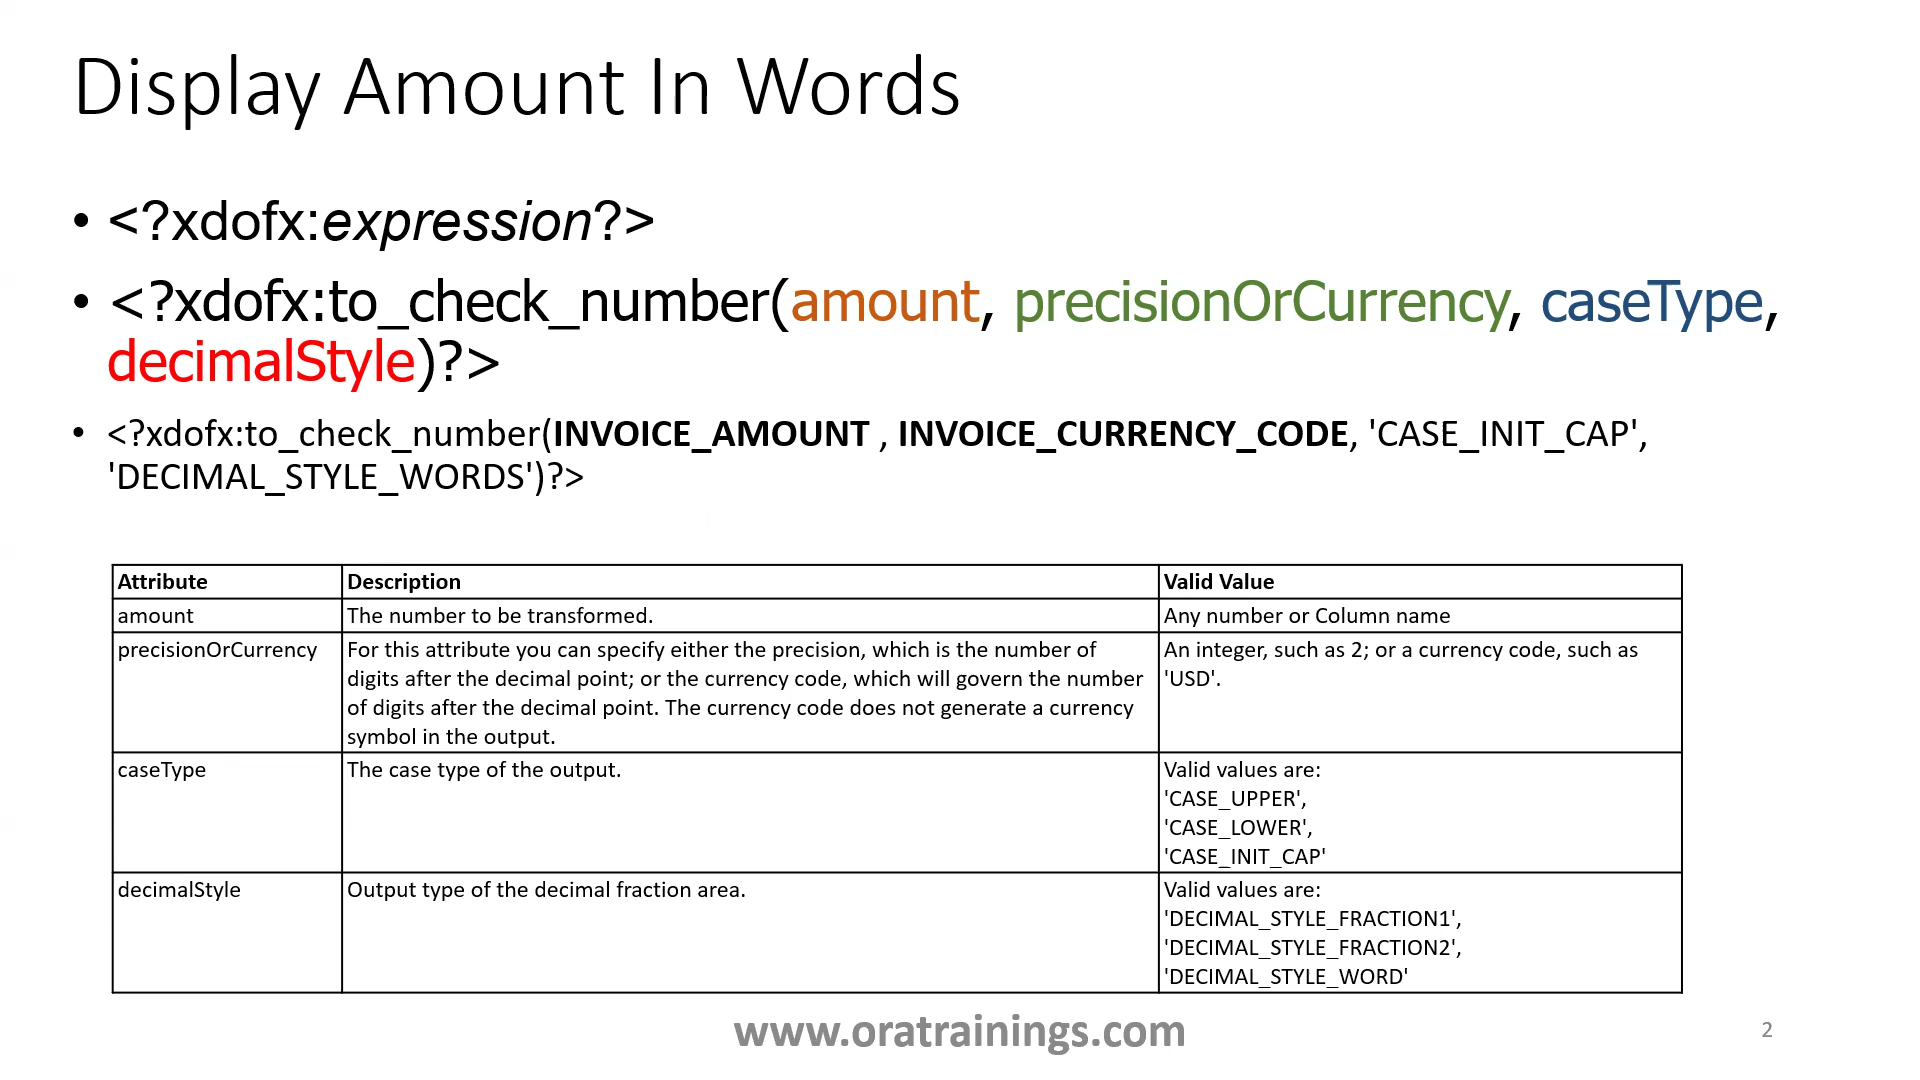 Display Amount In Words
• <?xdofx:expression?>
• <?xdofx:to_check_number(amount, precisionOrCurrency, caseType,
decimalStyle)?>
• <?xdofx:to_check_number(INVOICE_AMOUNT , INVOICE_CURRENCY_CODE, 'CASE_INIT_CAP',
'DECIMAL_STYLE_WORDS')?>
Attribute Description Valid Value
amount The number to be transformed. Any number or Column name
precisionOrCurrency For this attribute you can specify either the precision, which is the number of An integer, such as 2; or a currency code, such as
digits after the decimal point; or the currency code, which will govern the number 'USD'.
of digits after the decimal point. The currency code does not generate a currency
symbol in the output.
caseType The case type of the output. Valid values are:
'CASE_UPPER',
'CASE_LOWER',
'CASE_INIT_CAP'
decimalStyle Output type of the decimal fraction area. Valid values are:
'DECIMAL_STYLE_FRACTION1',
'DECIMAL_STYLE_FRACTION2',
'DECIMAL_STYLE_WORD'
www.oratrainings.com
2